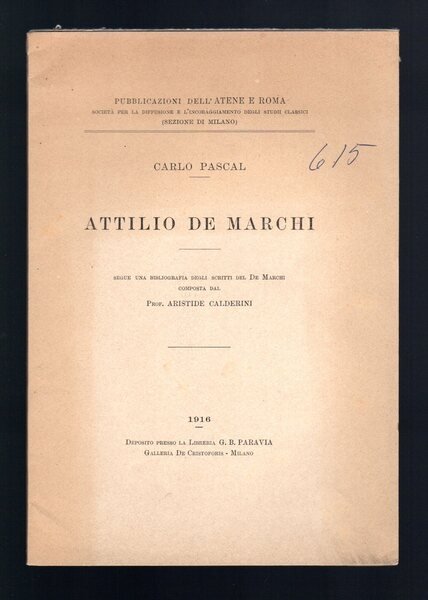 PUBBLICAZIONI DELL'ATENE E ROMA
SOCIETÀ PER LA DIFFUSIONE E L'INCORAGGIAMENTO DEGLI STUDII CLASSICI
(SEZIONE DI MILANO)
615
CARLO PASCAL
ATTILIO DE MARCHI
SEGUE UNA BIBLIOGRAFIA DEGLI SCRITTI DEL DE MARCHI
COMPOSTA DAL
PROF. ARISTIDE CALDERINI
1916
DEPOSITO PRESSO LA LIBRERIA G. B. PARAVIA
GALLERIA DE CRISTOFORIS - MILANO